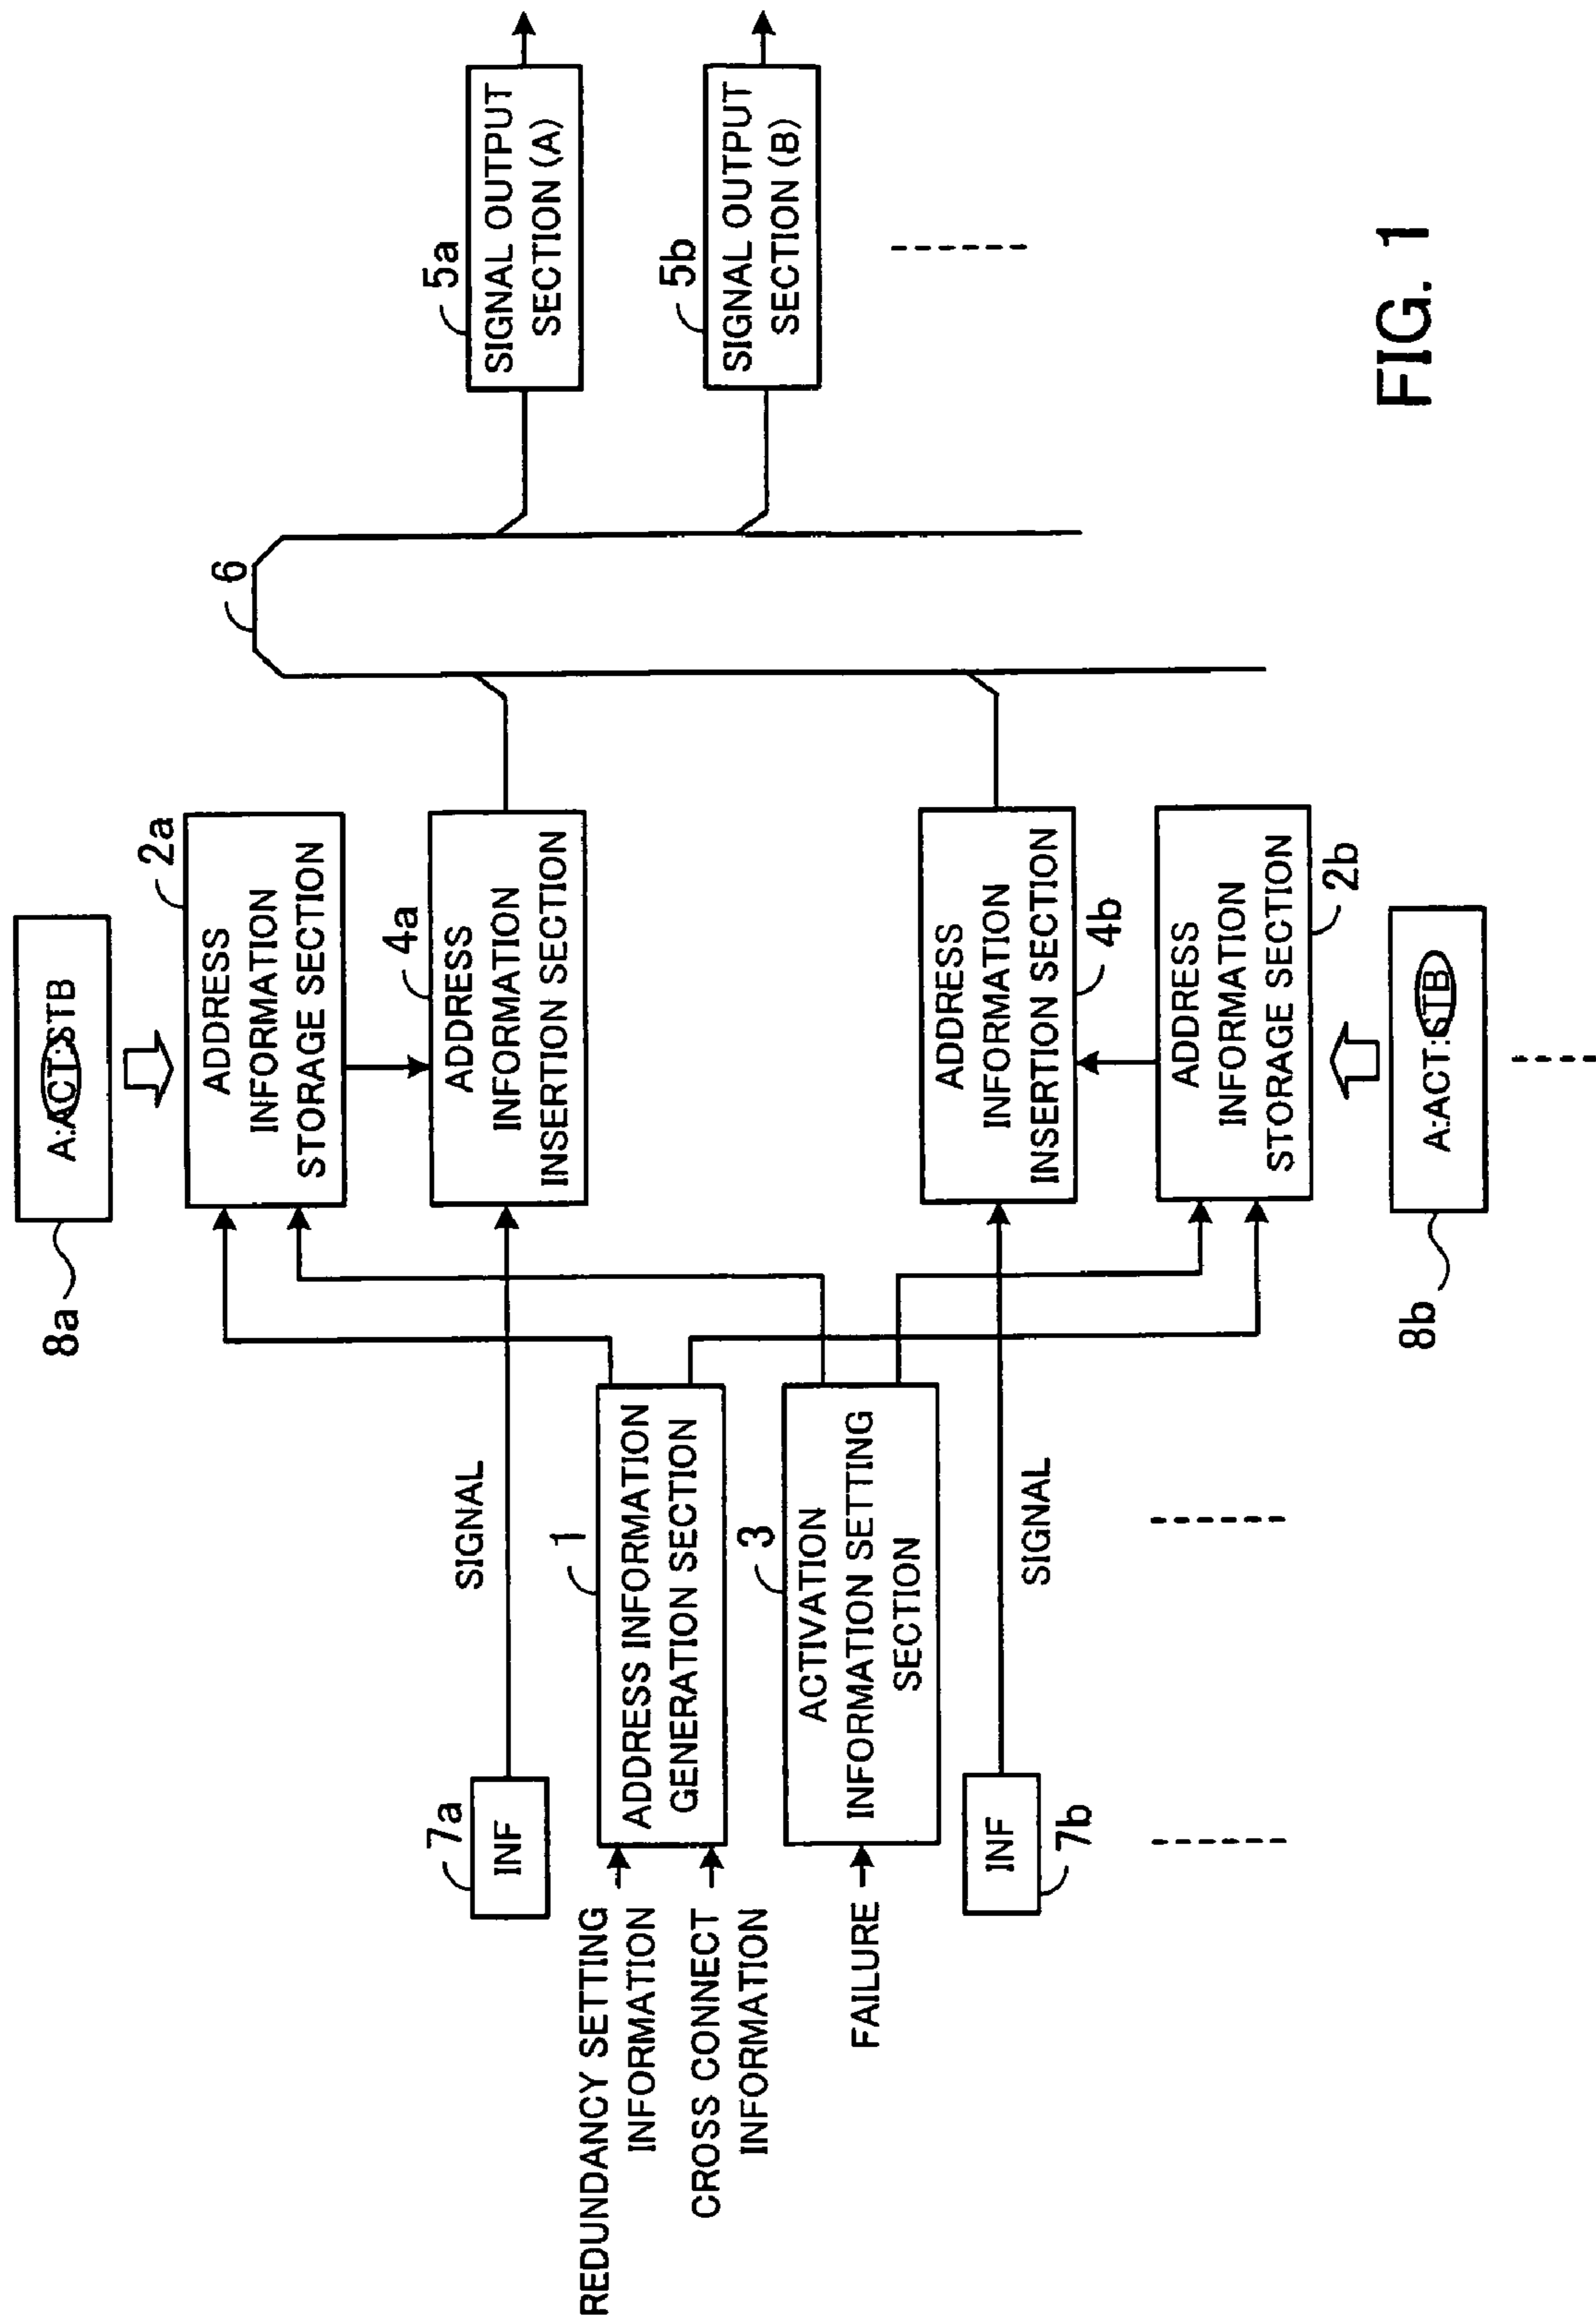 8a
A:ACT:STB
2a
ADDRESS
INFORMATION
STORAGE SECTION
4a
ADDRESS
INFORMATION
INSERTION SECTION
6
5a
SIGNAL OUTPUT
SECTION (A)
5b
SIGNAL OUTPUT
SECTION (B)
7a
INF
SIGNAL
REDUNDANCY SETTING
INFORMATION
CROSS CONNECT
INFORMATION
1
ADDRESS INFORMATION
GENERATION SECTION
FAILURE
3
ACTIVATION
INFORMATION SETTING
SECTION
INF
7b
SIGNAL
ADDRESS
INFORMATION
INSERTION SECTION
4b
ADDRESS
INFORMATION
STORAGE SECTION
2b
8b
A:ACT:STB
FIG. 1